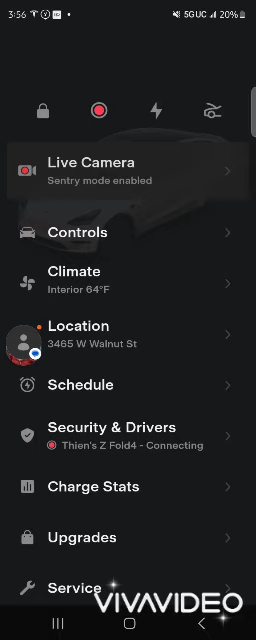 3:56
5GUC 20%
Live Camera
Sentry mode enabled
Controls
Climate
Interior 64°F
Location
3465 W Walnut St
Schedule
Security & Drivers
Thien's Z Fold4 - Connecting
Charge Stats
Upgrades
Service
VIVAVIDEO